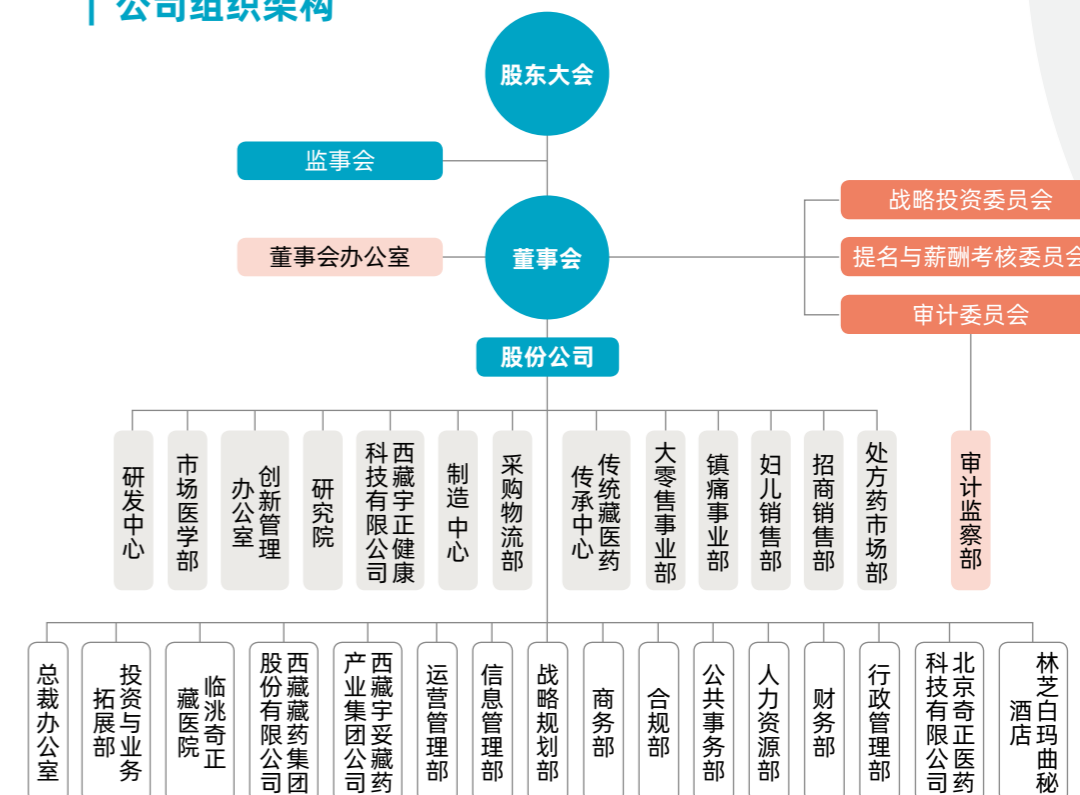 公司组织架构
股东大会
监事会
董事会办公室
董事会
战略投资委员会
提名与薪酬考核委员会
审计委员会
股份公司
研发中心
市场医学部
创新管理
办公室
研究院
西藏宇正健康
科技有限公司
制造 中心
采购物流部
传统藏医药
传承中心
大零售事业部
镇痛事业部
妇儿销售部
招商销售部
处方药市场部
审计监察部
总裁办公室
投资与业务
拓展部
临洮奇正
藏医院
西藏藏药集团
股份有限公司
西藏宇妥藏药
产业集团公司
运营管理部
信息管理部
战略规划部
商务部
合规部
公共事务部
人力资源部
财务部
行政管理部
北京奇正医药
科技有限公司
林芝白玛曲秘
酒店